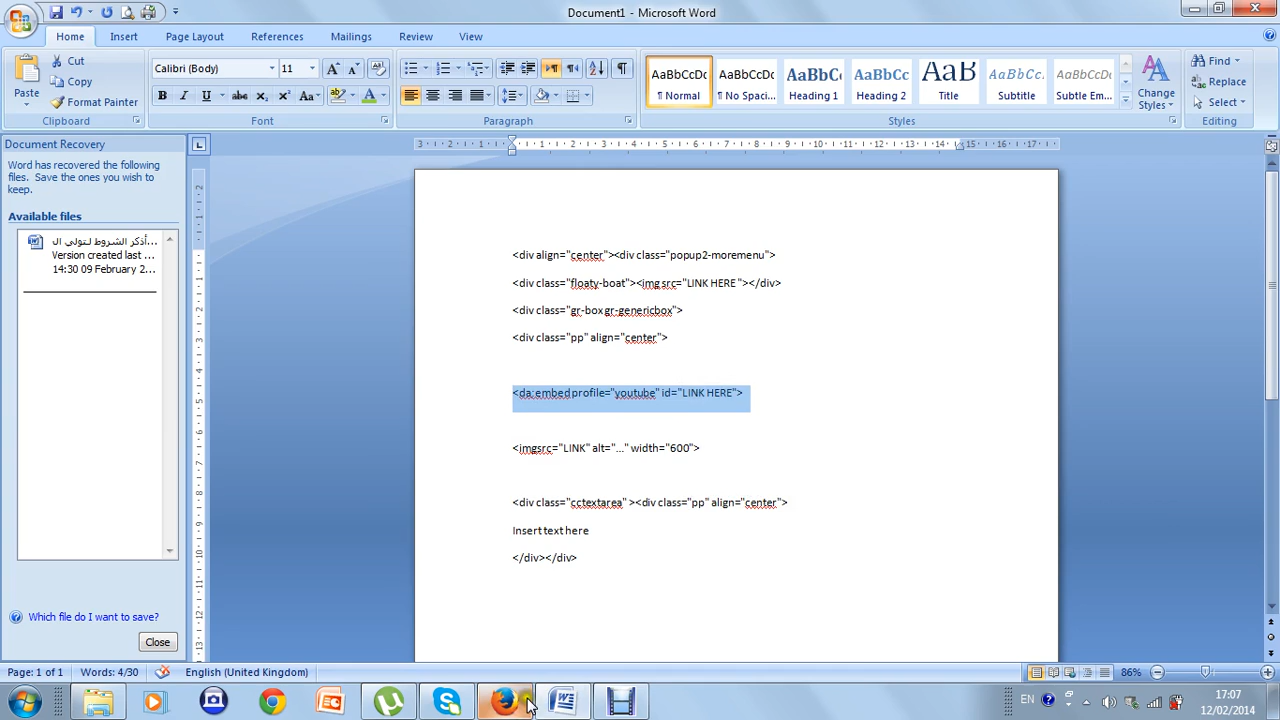 Document1 - Microsoft Word
Home Insert Page Layout References Mailings Review View
Paste
Cut
Copy
Format Painter
Clipboard
Calibri (Body) 11
Font
Paragraph
AaBbCcDc AaBbCcDc AaBbC AaBbCc AaB AaBbCcL AaBbCcDc
¶ Normal ¶ No Spaci... Heading 1 Heading 2 Title Subtitle Subtle Em...
Change Styles
Styles
Find
Replace
Select
Editing
Document Recovery
Word has recovered the following
files. Save the ones you wish to
keep.
Available files
أذكر الشروط لتولي ال...
Version created last ...
14:30 09 February 2...
Which file do I want to save?
Close
<div align="center"><div class="popup2-moremenu">
<div class="floaty-boat"><img src="LINK HERE "></div>
<div class="gr-box gr-genericbox">
<div class="pp" align="center">
<da:embed profile="youtube" id="LINK HERE">
<imgsrc="LINK" alt="..." width="600">
<div class="cctextarea" ><div class="pp" align="center">
Insert text here
</div></div>
Page: 1 of 1 Words: 4/30 English (United Kingdom) 86%
EN
17:07
12/02/2014